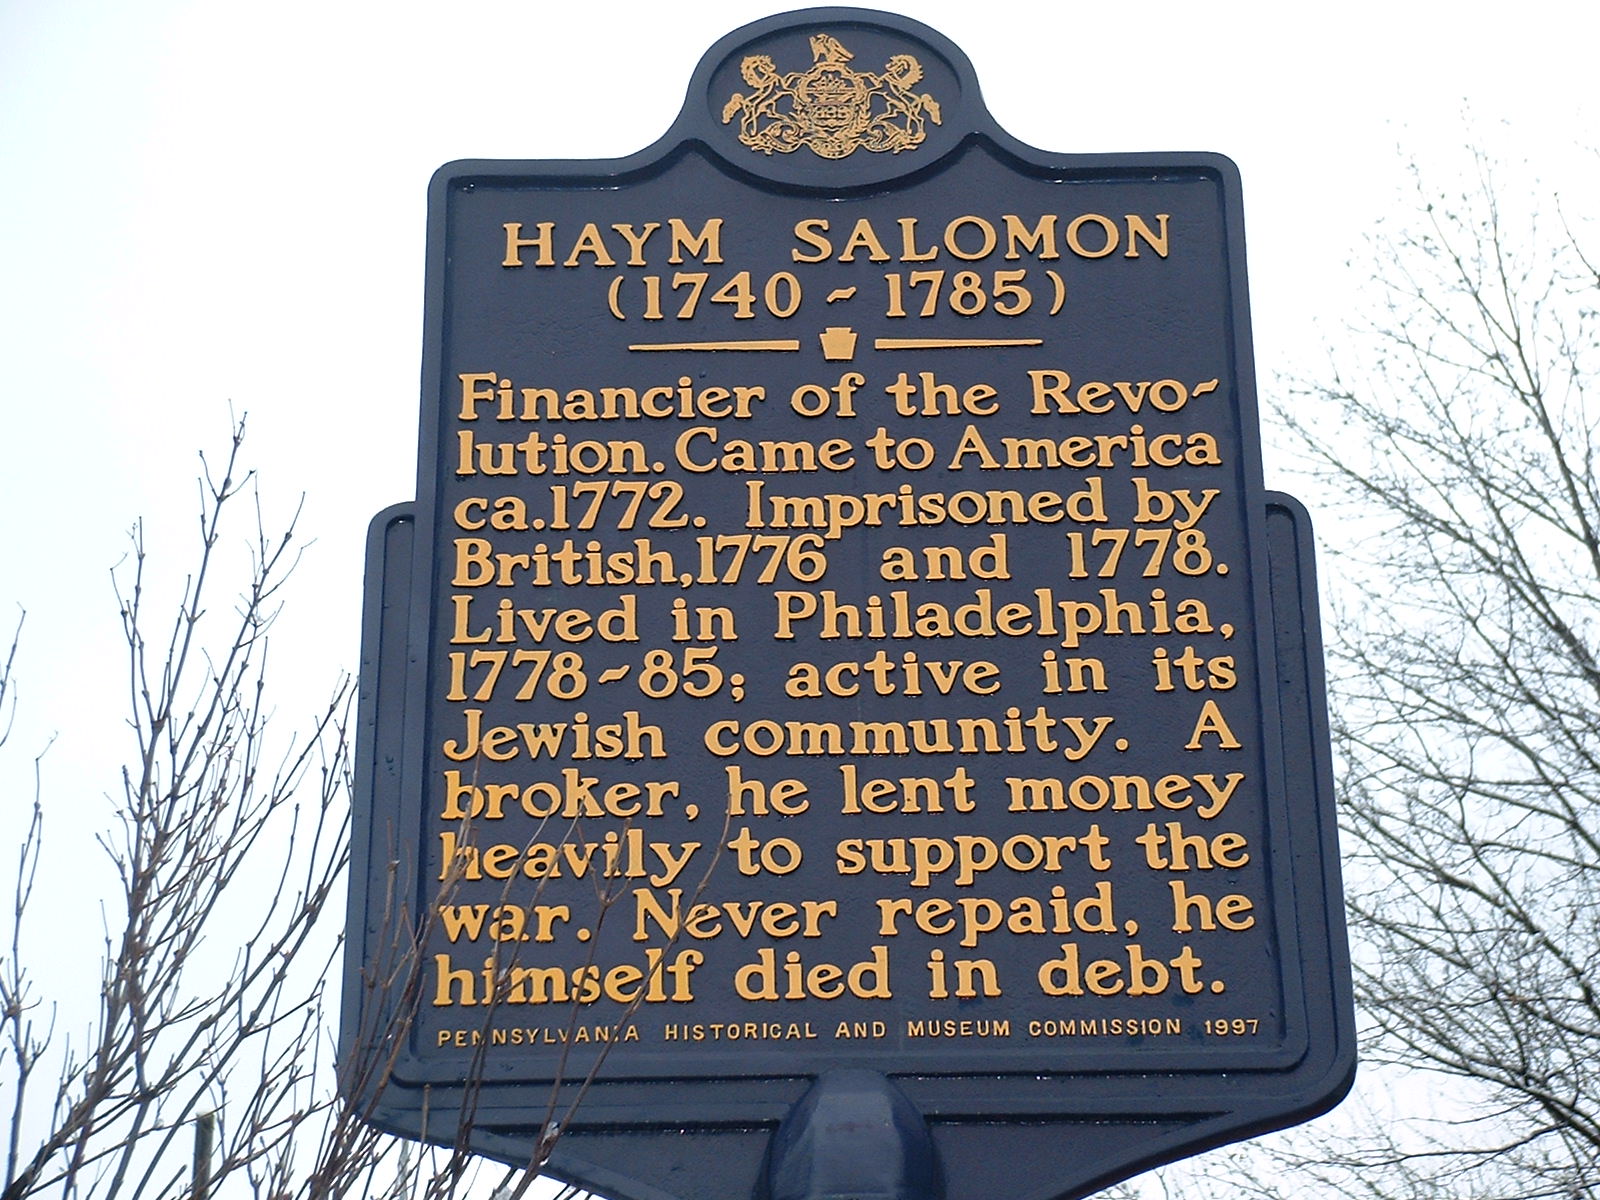 HAYM SALOMON
(1740 - 1785)
Financier of the Revo-
lution. Came to America
ca.1772. Imprisoned by
British,1776 and 1778.
Lived in Philadelphia,
1778-85; active in its
Jewish community. A
broker, he lent money
heavily to support the
war. Never repaid, he
himself died in debt.
PENNSYLVANIA HISTORICAL AND MUSEUM COMMISSION 1997